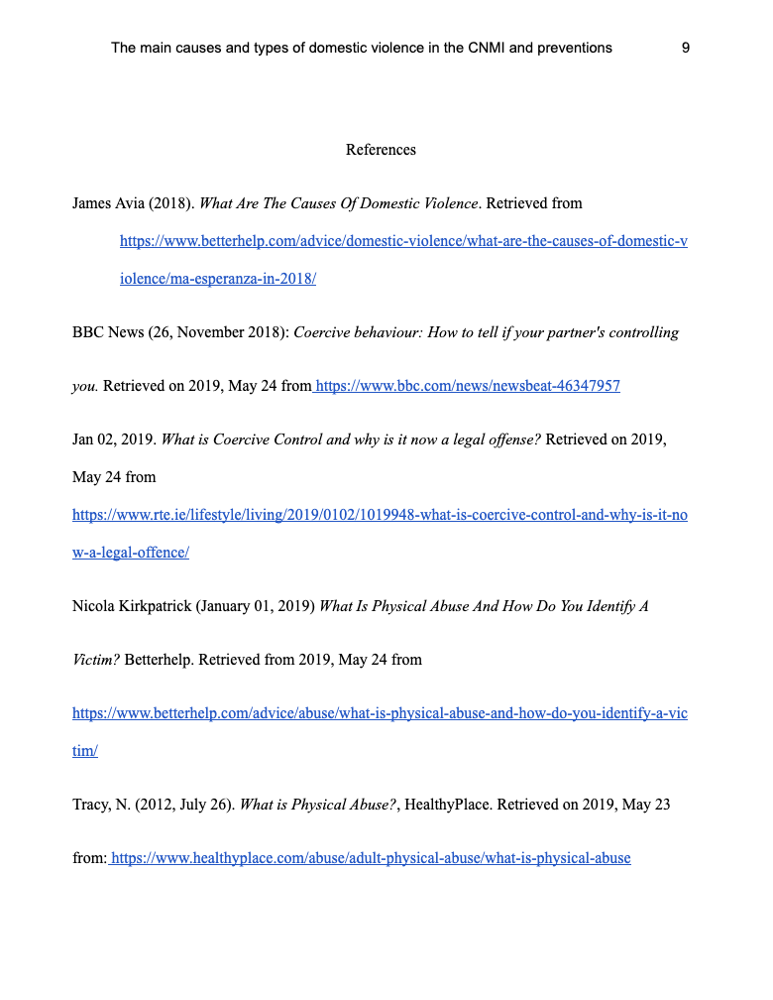 The main causes and types of domestic violence in the CNMI and preventions 9
References
James Avia (2018). What Are The Causes Of Domestic Violence. Retrieved from
https://www.betterhelp.com/advice/domestic-violence/what-are-the-causes-of-domestic-v
iolence/ma-esperanza-in-2018/
BBC News (26, November 2018): Coercive behaviour: How to tell if your partner's controlling
you. Retrieved on 2019, May 24 from https://www.bbc.com/news/newsbeat-46347957
Jan 02, 2019. What is Coercive Control and why is it now a legal offense? Retrieved on 2019,
May 24 from
https://www.rte.ie/lifestyle/living/2019/0102/1019948-what-is-coercive-control-and-why-is-it-no
w-a-legal-offence/
Nicola Kirkpatrick (January 01, 2019) What Is Physical Abuse And How Do You Identify A
Victim? Betterhelp. Retrieved from 2019, May 24 from
https://www.betterhelp.com/advice/abuse/what-is-physical-abuse-and-how-do-you-identify-a-vic
tim/
Tracy, N. (2012, July 26). What is Physical Abuse?, HealthyPlace. Retrieved on 2019, May 23
from: https://www.healthyplace.com/abuse/adult-physical-abuse/what-is-physical-abuse